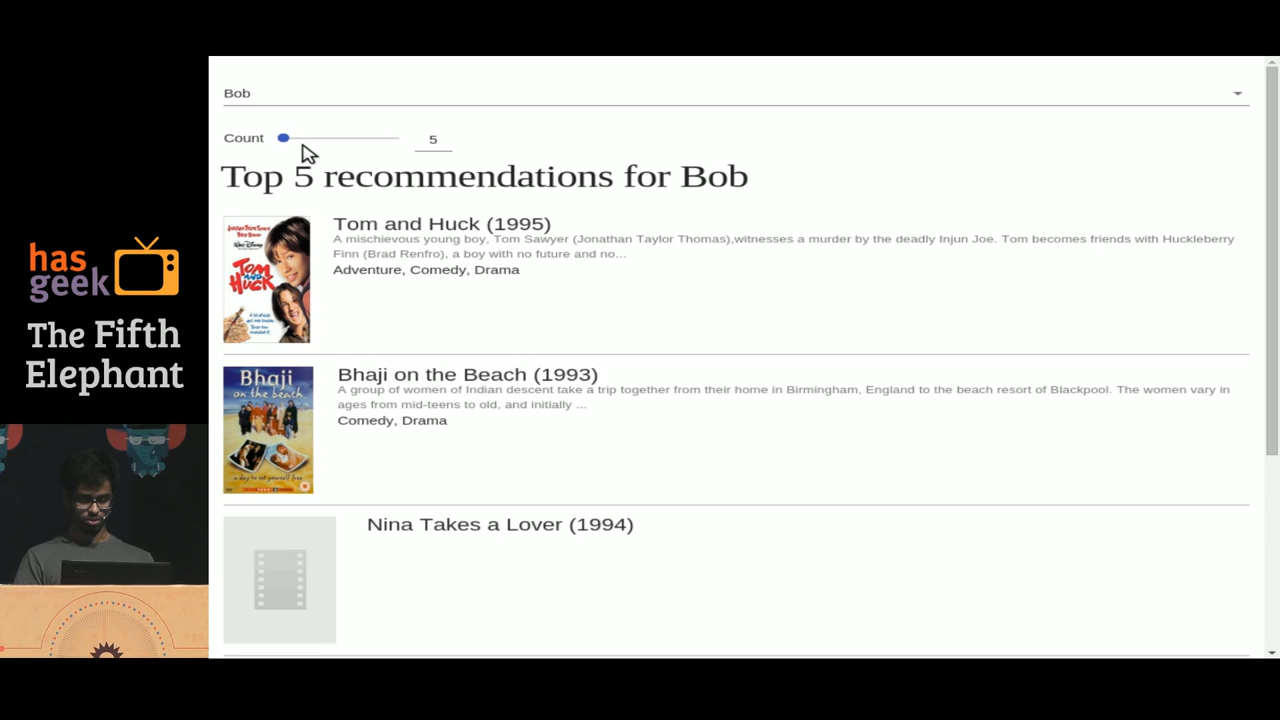 has
geek
The Fifth
Elephant
Bob
Count
5
Top 5 recommendations for Bob
Tom and Huck (1995)
A mischievous young boy, Tom Sawyer (Jonathan Taylor Thomas),witnesses a murder by the deadly Injun Joe. Tom becomes friends with Huckleberry
Finn (Brad Renfro), a boy with no future and no...
Adventure, Comedy, Drama
TOM
AND
HUCK
Bhaji on the Beach (1993)
A group of women of Indian descent take a trip together from their home in Birmingham, England to the beach resort of Blackpool. The women vary in
ages from mid-teens to old, and initially ...
Comedy, Drama
Bhaji
on the beach
Nina Takes a Lover (1994)